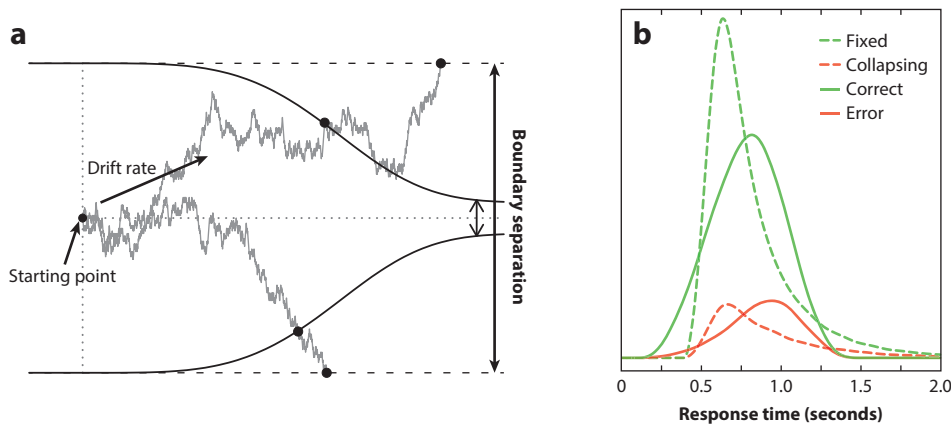 a
Drift rate
Starting point
Boundary separation
b
Fixed
Collapsing
Correct
Error
0
0.5
1.0
1.5
2.0
Response time (seconds)